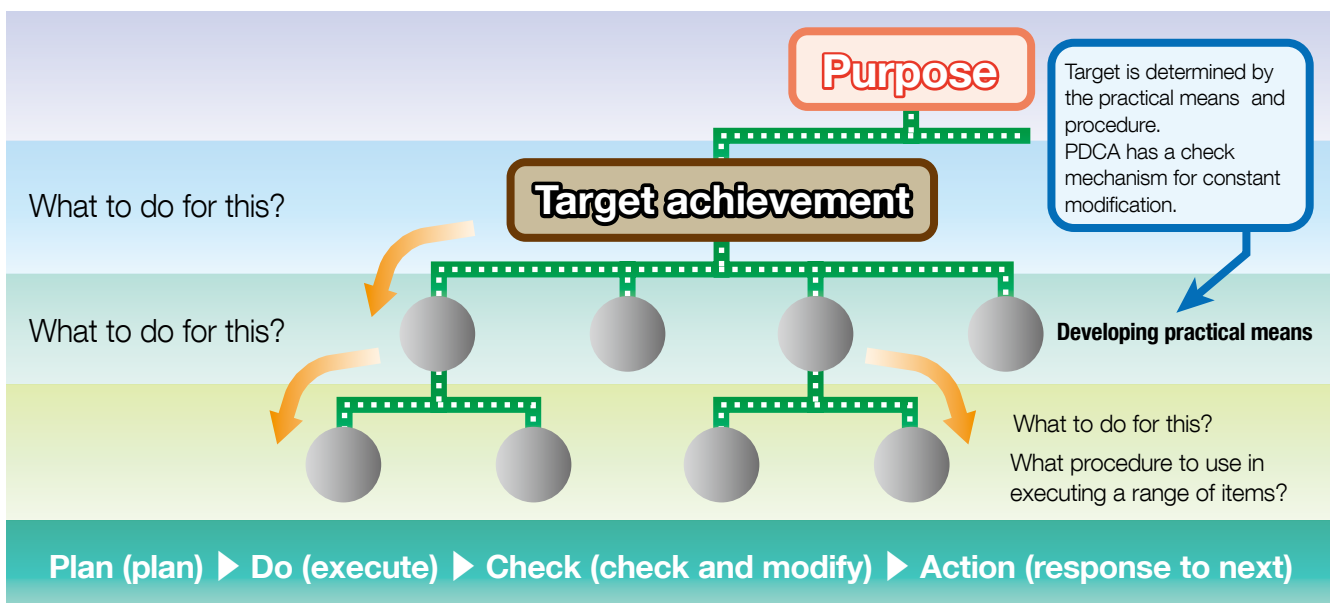 Purpose
Target is determined by
the practical means and
procedure.
PDCA has a check
mechanism for constant
modification.
What to do for this?
Target achievement
What to do for this?
Developing practical means
What to do for this?
What procedure to use in
executing a range of items?
Plan (plan) ▶ Do (execute) ▶ Check (check and modify) ▶ Action (response to next)